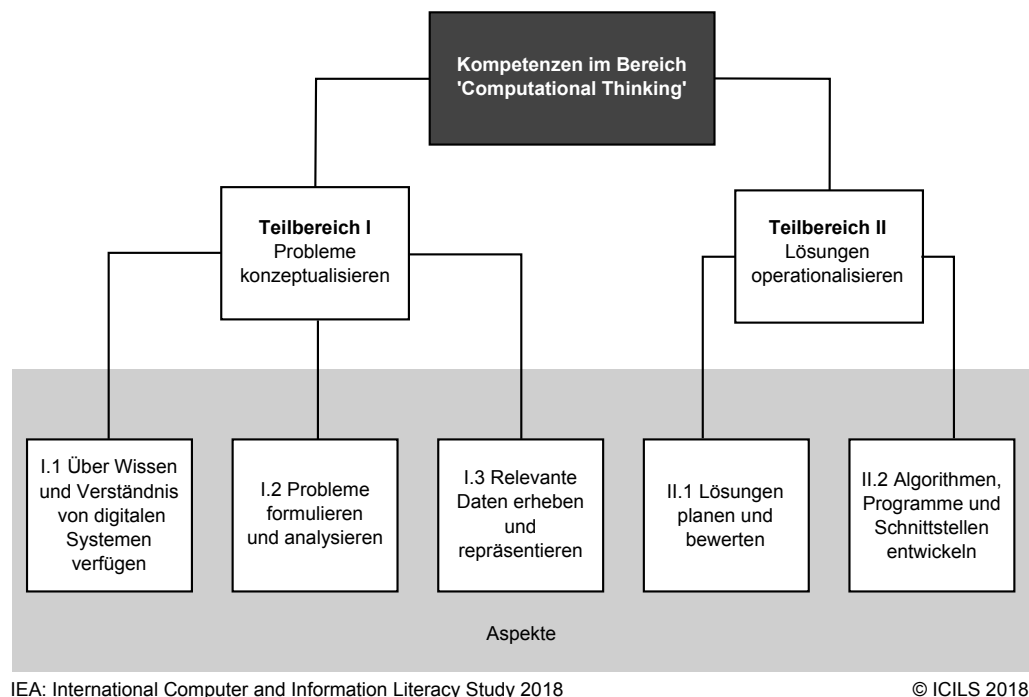 Kompetenzen im Bereich
'Computational Thinking'
Teilbereich I
Probleme
konzeptualisieren
Teilbereich II
Lösungen
operationalisieren
I.1 Über Wissen
und Verständnis
von digitalen
Systemen
verfügen
I.2 Probleme
formulieren
und analysieren
I.3 Relevante
Daten erheben
und
repräsentieren
II.1 Lösungen
planen und
bewerten
II.2 Algorithmen,
Programme und
Schnittstellen
entwickeln
Aspekte
IEA: International Computer and Information Literacy Study 2018
© ICILS 2018